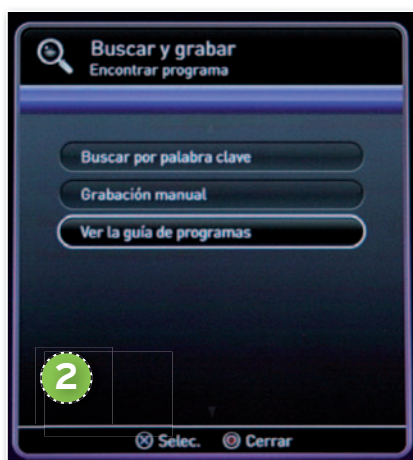 Buscar y grabar
Encontrar programa
Buscar por palabra clave
Grabación manual
Ver la guía de programas
2
Selec. Cerrar